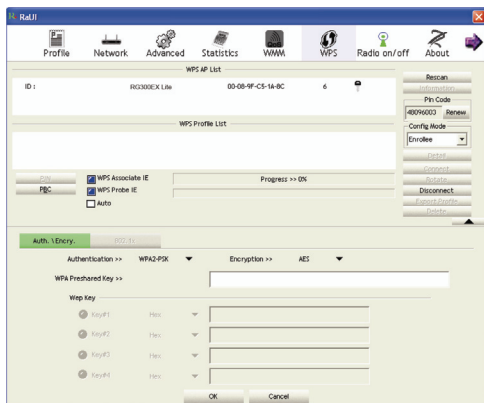 RaUI
Profile Network Advanced Statistics WMM WPS Radio on/off About
WPS AP List
ID : RG300EX Lite 00-08-9F-C5-1A-8C 6
Rescan
Information
Pin Code
48096003 Renew
WPS Profile List
Config Mode
Enrollee
Detail
Connect
PIN WPS Associate IE Progress >> 0%
Rotate
PBC WPS Probe IE
Disconnect
Auto
Export Profile
Delete
Auth. \ Encry. 802.1x
Authentication >> WPA2-PSK Encryption >> AES
WPA Preshared Key >>
Wep Key
Key#1 Hex
Key#2 Hex
Key#3 Hex
Key#4 Hex
OK Cancel